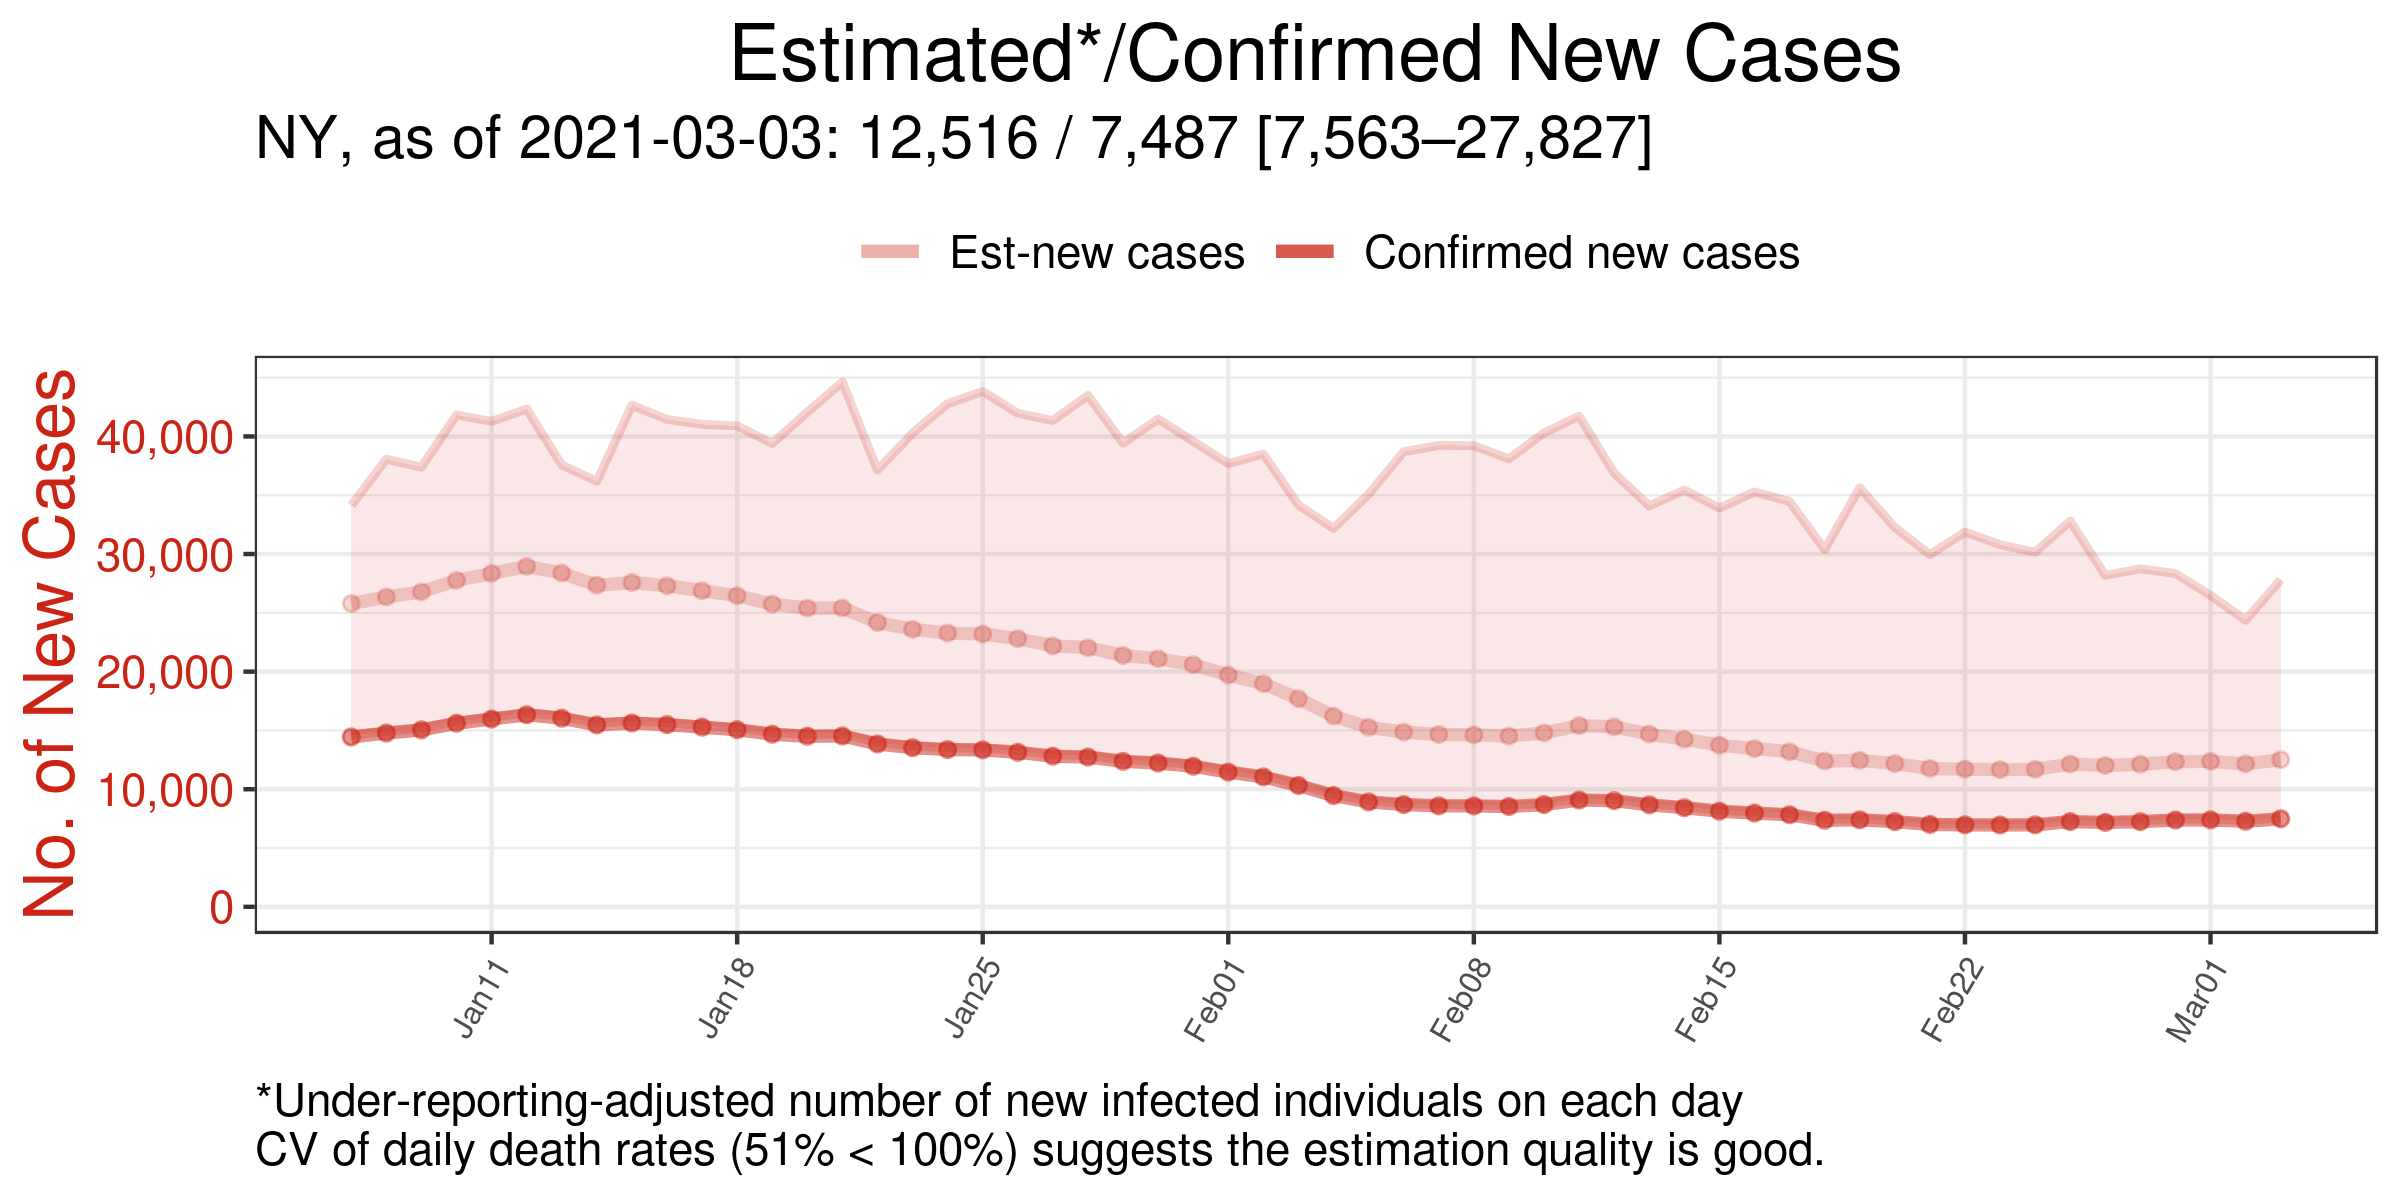 Estimated*/Confirmed New Cases
NY, as of 2021-03-03: 12,516 / 7,487 [7,563–27,827]
Est-new cases
Confirmed new cases
No. of New Cases
40,000
30,000
20,000
10,000
0
Jan11
Jan18
Jan25
Feb01
Feb08
Feb15
Feb22
Mar01
*Under-reporting-adjusted number of new infected individuals on each day
CV of daily death rates (51% < 100%) suggests the estimation quality is good.